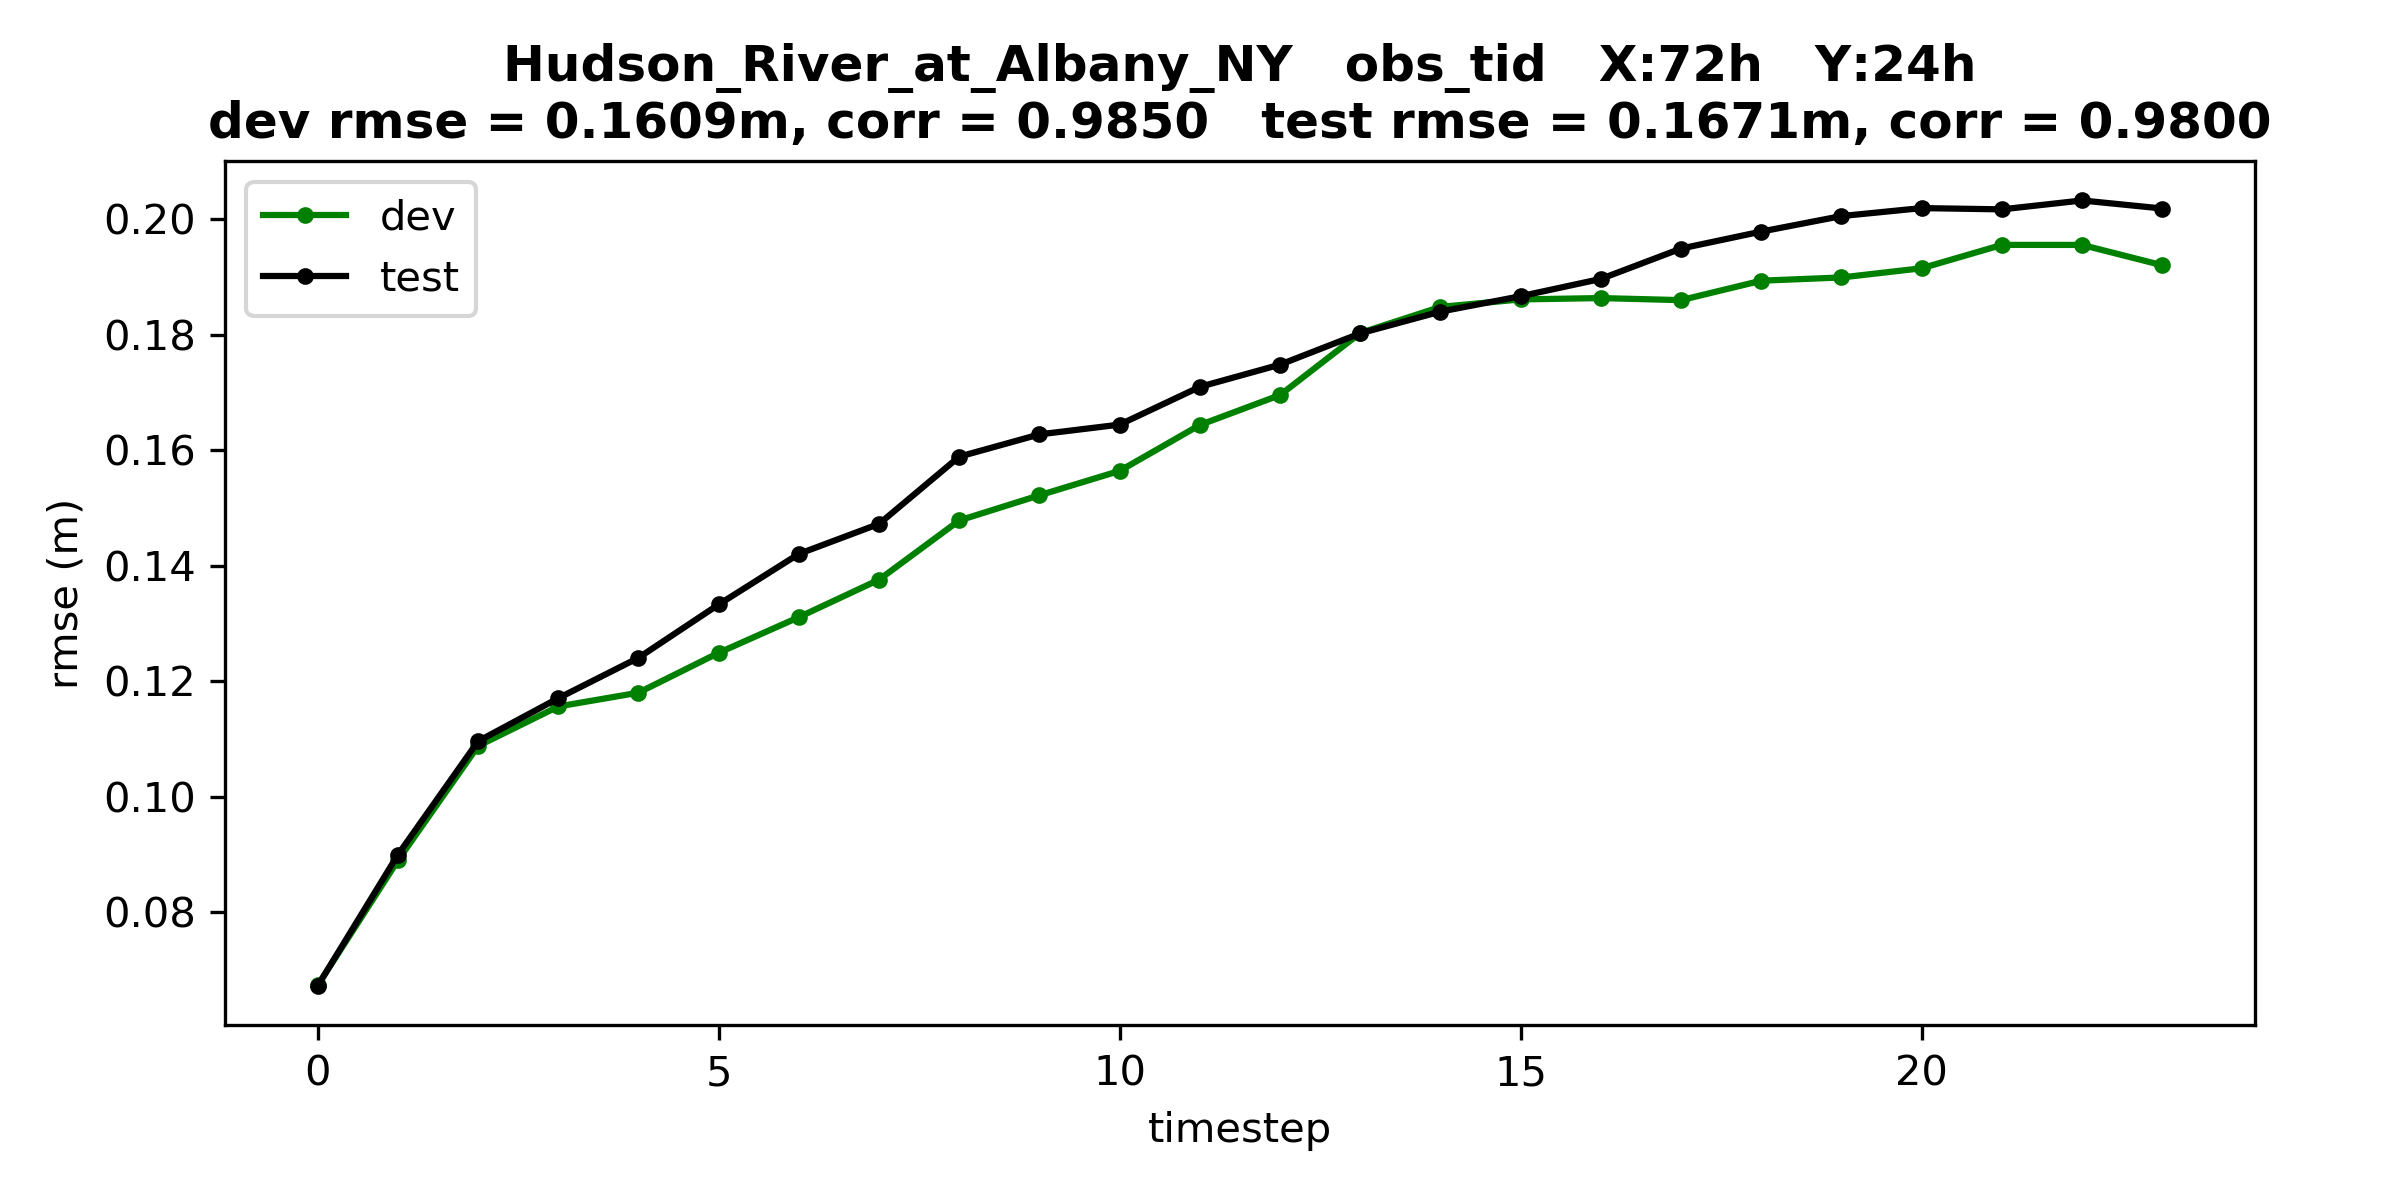 Hudson_River_at_Albany_NY   obs_tid   X:72h   Y:24h
dev rmse = 0.1609m, corr = 0.9850   test rmse = 0.1671m, corr = 0.9800
dev
test
0.20
0.18
0.16
0.14
0.12
0.10
0.08
rmse (m)
0 5 10 15 20
timestep